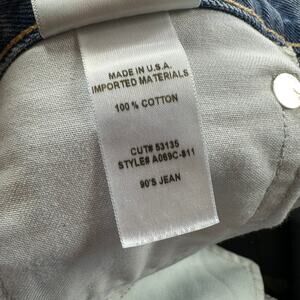 MADE IN U.S.A.
IMPORTED MATERIALS
100 % COTTON
CUT# 53135
STYLE# A069C-811
90'S JEAN